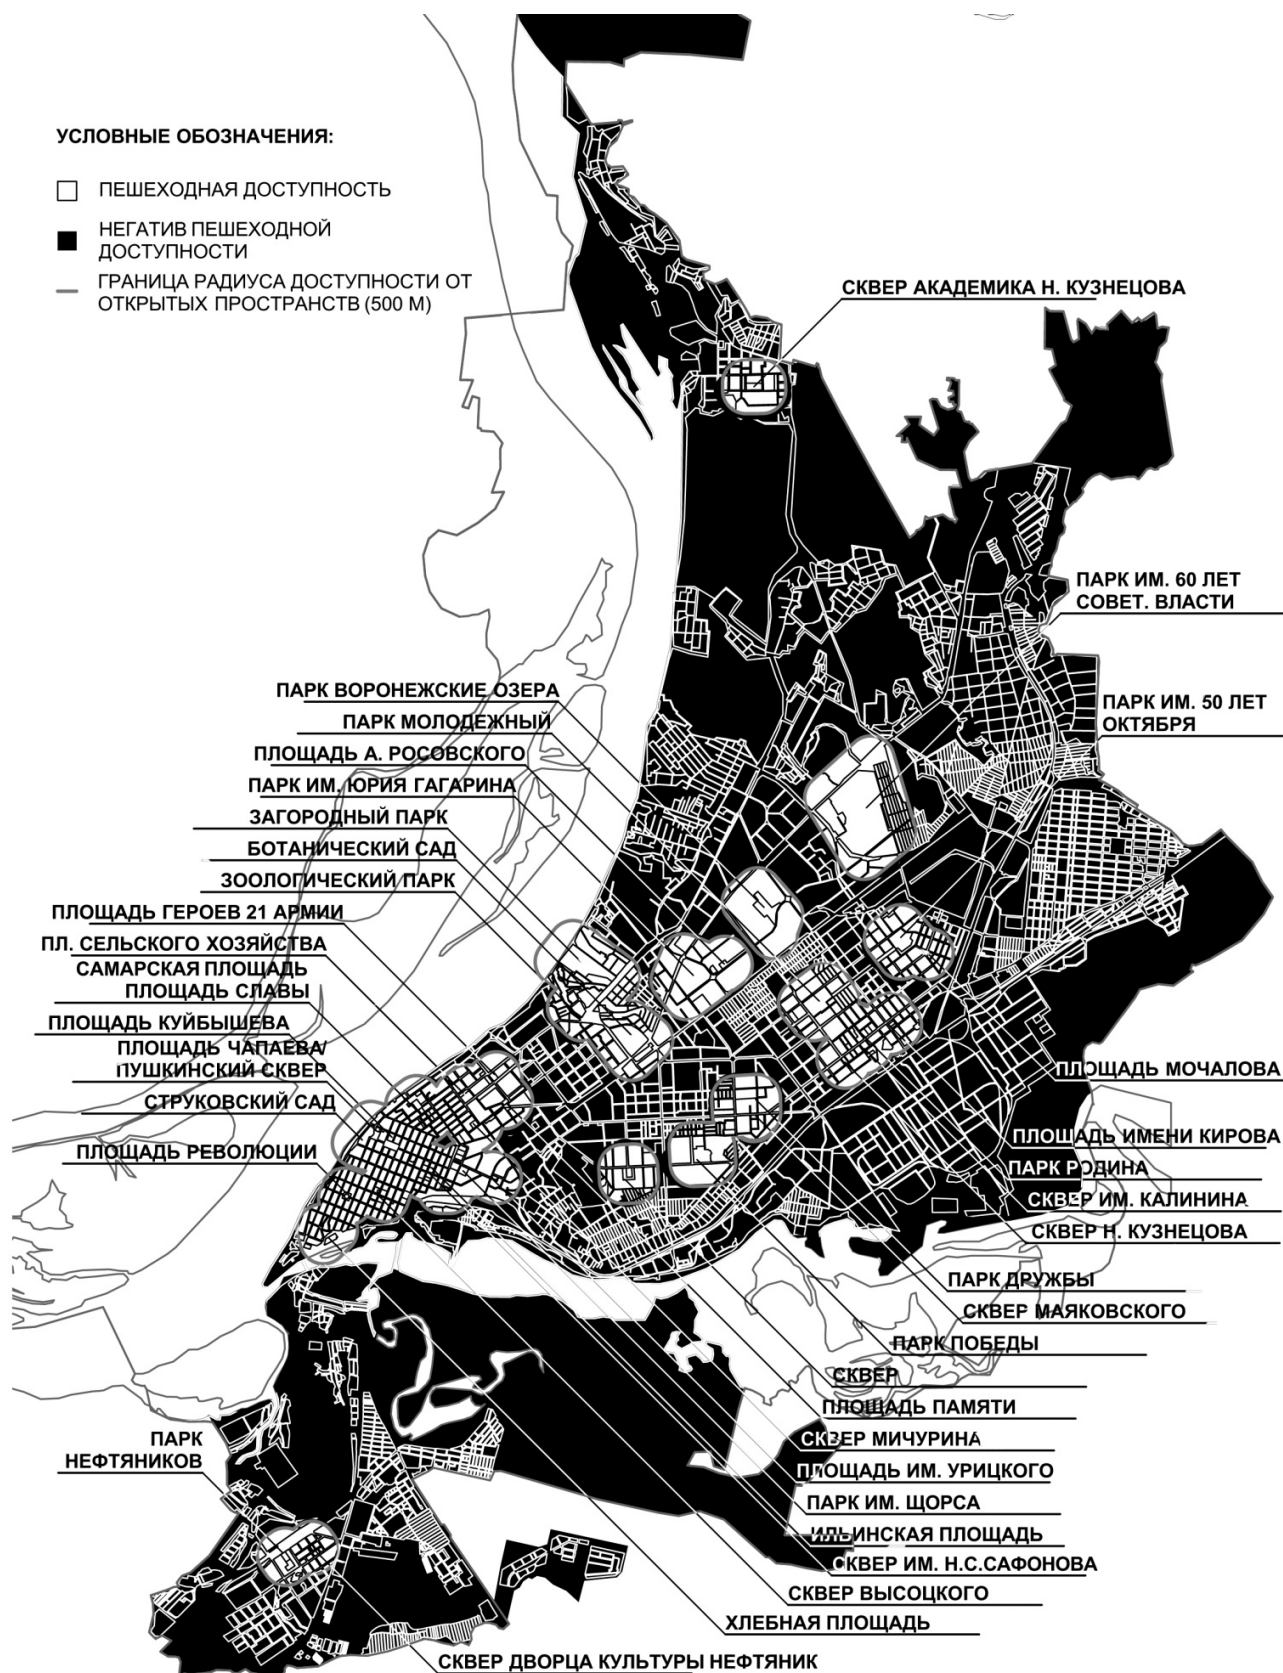 УСЛОВНЫЕ ОБОЗНАЧЕНИЯ:
ПЕШЕХОДНАЯ ДОСТУПНОСТЬ
НЕГАТИВ ПЕШЕХОДНОЙ
ДОСТУПНОСТИ
ГРАНИЦА РАДИУСА ДОСТУПНОСТИ ОТ
ОТКРЫТЫХ ПРОСТРАНСТВ (500 М)
СКВЕР АКАДЕМИКА Н. КУЗНЕЦОВА
ПАРК ИМ. 60 ЛЕТ
СОВЕТ. ВЛАСТИ
ПАРК ИМ. 50 ЛЕТ
ОКТЯБРЯ
ПАРК ВОРОНЕЖСКИЕ ОЗЕРА
ПАРК МОЛОДЕЖНЫЙ
ПЛОЩАДЬ А. РОСОВСКОГО
ПАРК ИМ. ЮРИЯ ГАГАРИНА
ЗАГОРОДНЫЙ ПАРК
БОТАНИЧЕСКИЙ САД
ЗООЛОГИЧЕСКИЙ ПАРК
ПЛОЩАДЬ ГЕРОЕВ 21 АРМИИ
ПЛ. СЕЛЬСКОГО ХОЗЯЙСТВА
САМАРСКАЯ ПЛОЩАДЬ
ПЛОЩАДЬ СЛАВЫ
ПЛОЩАДЬ КУЙБЫШЕВА
ПЛОЩАДЬ ЧАПАЕВА/
ПУШКИНСКИЙ СКВЕР
СТРУКОВСКИЙ САД
ПЛОЩАДЬ РЕВОЛЮЦИИ
ПЛОЩАДЬ МОЧАЛОВА
ПЛОЩАДЬ ИМЕНИ КИРОВА
ПАРК РОДИНА
СКВЕР ИМ. КАЛИНИНА
СКВЕР Н. КУЗНЕЦОВА
ПАРК ДРУЖБЫ
СКВЕР МАЯКОВСКОГО
ПАРК ПОБЕДЫ
СКВЕР
ПЛОЩАДЬ ПАМЯТИ
СКВЕР МИЧУРИНА
ПЛОЩАДЬ ИМ. УРИЦКОГО
ПАРК ИМ. ЩОРСА
ИЛЬИНСКАЯ ПЛОЩАДЬ
СКВЕР ИМ. Н.С.САФОНОВА
СКВЕР ВЫСОЦКОГО
ХЛЕБНАЯ ПЛОЩАДЬ
ПАРК
НЕФТЯНИКОВ
СКВЕР ДВОРЦА КУЛЬТУРЫ НЕФТЯНИК